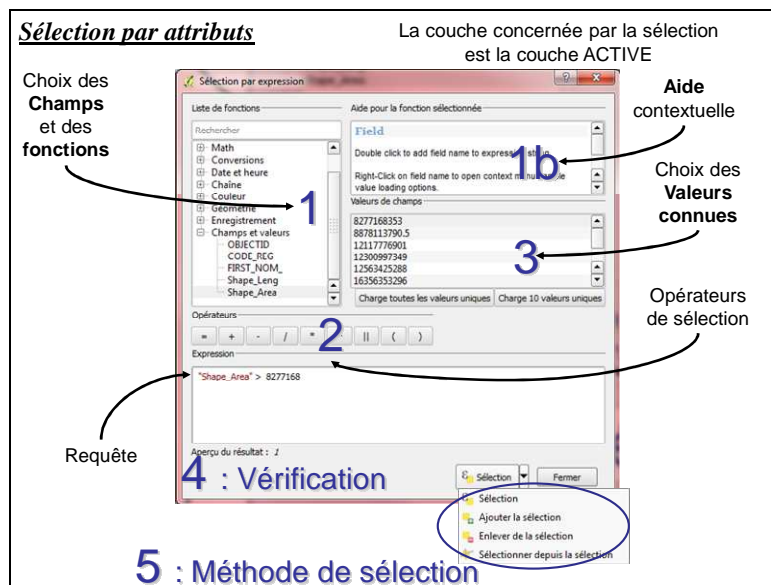 Sélection par attributs
La couche concernée par la sélection
est la couche ACTIVE
Choix des
Champs
et des
fonctions
Sélection par expression
Liste de fonctions
Rechercher
Math
Conversions
Date et heure
Chaîne
Couleur
Géométrie
Enregistrement
Champs et valeurs
OBJECTID
CODE_REG
FIRST_NOM_
Shape_Leng
Shape_Area
1
Aide pour la fonction sélectionnée
Field
Double click to add field name to expression string.
Right-Click on field name to open context menu
value loading options.
1b
Aide
contextuelle
Valeurs de champs
8277168353
8878113790.5
12117776901
12300997349
12563425288
16356353296
3
Choix des
Valeurs
connues
Charge toutes les valeurs uniques
Charge 10 valeurs uniques
Opérateurs
= + - / * ^ || ( )
2
Opérateurs
de sélection
Expression
"Shape_Area" > 8277168
Requête
Aperçu du résultat : 1
4 : Vérification
Sélection
Fermer
Sélection
Ajouter la sélection
Enlever de la sélection
Sélectionner depuis la sélection
5 : Méthode de sélection